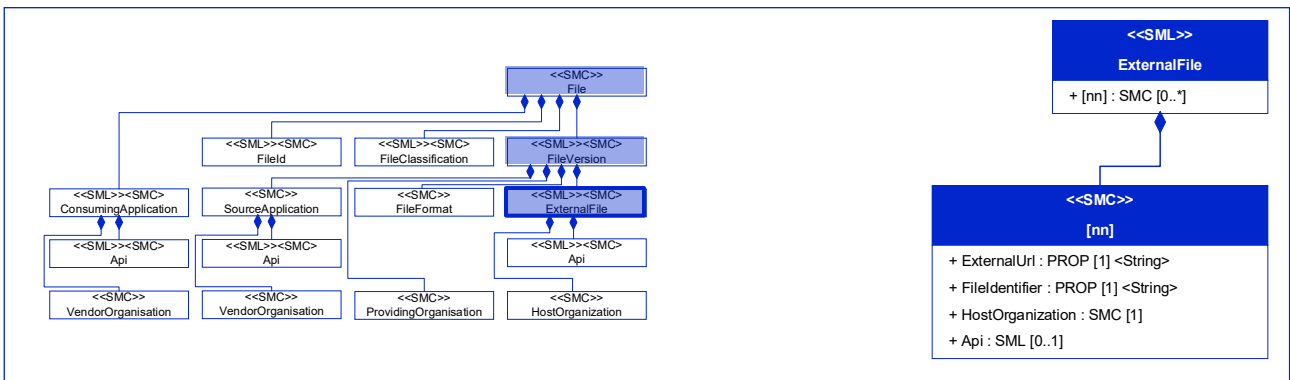 <<SMC>>
File
<<SML>><<SMC>
FileId
<<SML>><<SMC>
FileClassification
<<SML>><<SMC>
FileVersion
<<SML>><<SMC>
ConsumingApplication
<<SMC>>
SourceApplication
<<SMC>>
FileFormat
<<SML>><<SMC>
ExternalFile
<<SML>><<SMC>
Api
<<SML>><<SMC>
Api
<<SML>><<SMC>
Api
<<SMC>>
VendorOrganisation
<<SMC>>
VendorOrganisation
<<SMC>>
ProvidingOrganisation
<<SMC>>
HostOrganization
<<SML>>
ExternalFile
+ [nn] : SMC [0..*]
<<SMC>>
[nn]
+ ExternalUrl : PROP [1] <String>
+ FileIdentifier : PROP [1] <String>
+ HostOrganization : SMC [1]
+ Api : SML [0..1]